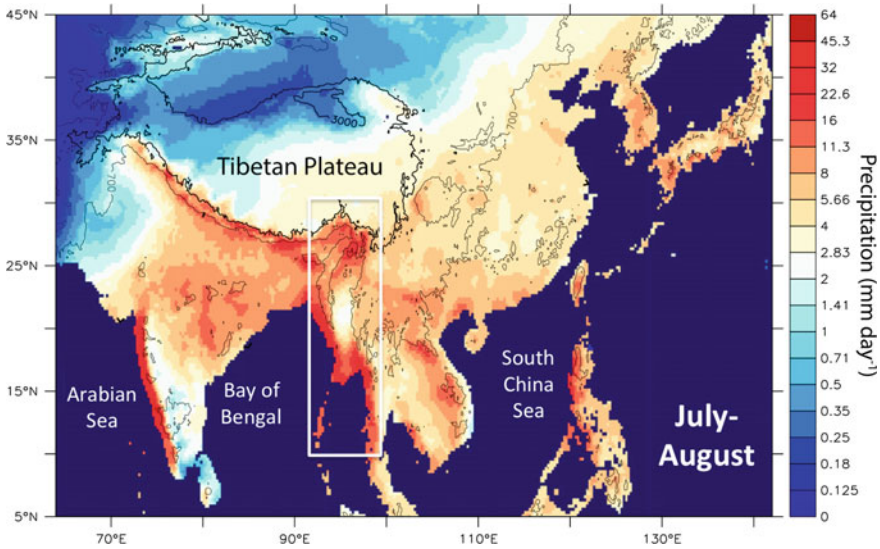 45°N
35°N
25°N
15°N
5°N
70°E
90°E
110°E
130°E
Tibetan Plateau
3000
700
Arabian
Sea
Bay of
Bengal
South
China
Sea
July-
August
64
45.3
32
22.6
16
11.3
8
5.66
4
2.83
2
1.41
1
0.71
0.5
0.35
0.25
0.18
0.125
0
Precipitation (mm day⁻¹)